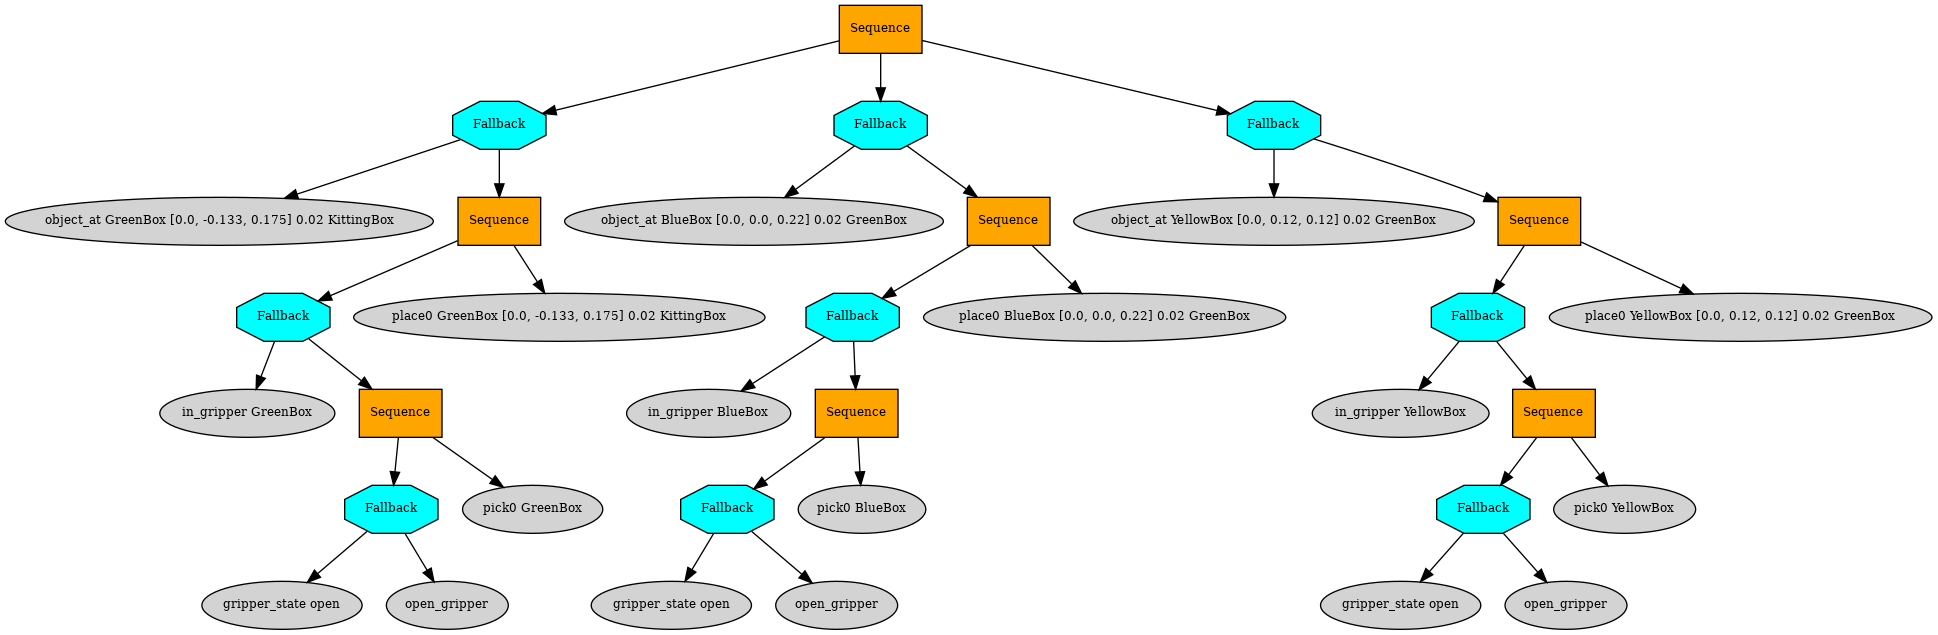 Sequence
Fallback
Fallback
Fallback
object_at GreenBox [0.0, -0.133, 0.175] 0.02 KittingBox
Sequence
object_at BlueBox [0.0, 0.0, 0.22] 0.02 GreenBox
Sequence
object_at YellowBox [0.0, 0.12, 0.12] 0.02 GreenBox
Sequence
Fallback
place0 GreenBox [0.0, -0.133, 0.175] 0.02 KittingBox
Fallback
place0 BlueBox [0.0, 0.0, 0.22] 0.02 GreenBox
Fallback
place0 YellowBox [0.0, 0.12, 0.12] 0.02 GreenBox
in_gripper GreenBox
Sequence
in_gripper BlueBox
Sequence
in_gripper YellowBox
Sequence
Fallback
pick0 GreenBox
Fallback
pick0 BlueBox
Fallback
pick0 YellowBox
gripper_state open
open_gripper
gripper_state open
open_gripper
gripper_state open
open_gripper